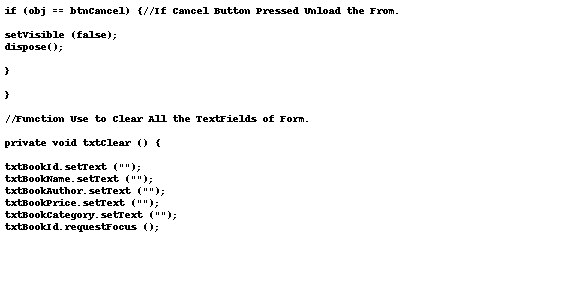 if (obj == btnCancel) {//If Cancel Button Pressed Unload the From.
setVisible (false);
dispose();
}
}
//Function Use to Clear All the TextFields of Form.
private void txtClear () {
txtBookId.setText ("");
txtBookName.setText ("");
txtBookAuthor.setText ("");
txtBookPrice.setText ("");
txtBookCategory.setText ("");
txtBookId.requestFocus ();